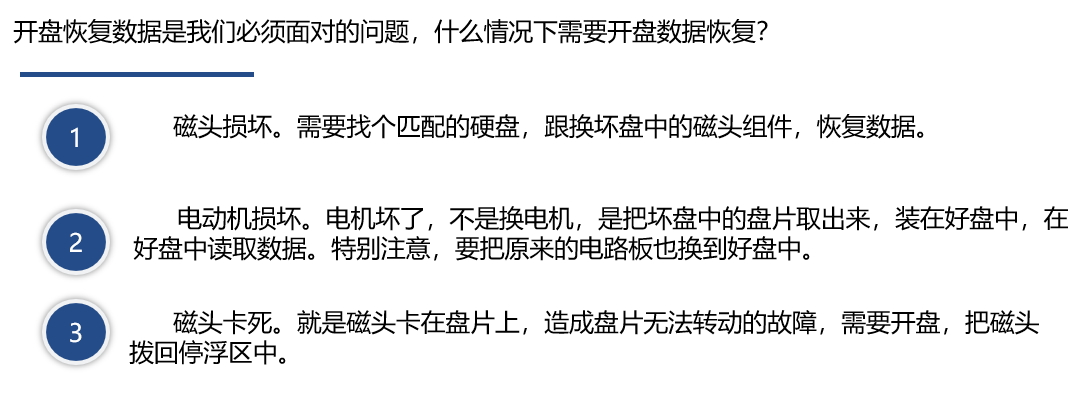 开盘恢复数据是我们必须面对的问题，什么情况下需要开盘数据恢复？
1
磁头损坏。需要找个匹配的硬盘，跟换坏盘中的磁头组件，恢复数据。
2
电动机损坏。电机坏了，不是换电机，是把坏盘中的盘片取出来，装在好盘中，在
好盘中读取数据。特别注意，要把原来的电路板也换到好盘中。
3
磁头卡死。就是磁头卡在盘片上，造成盘片无法转动的故障，需要开盘，把磁头
拨回停浮区中。